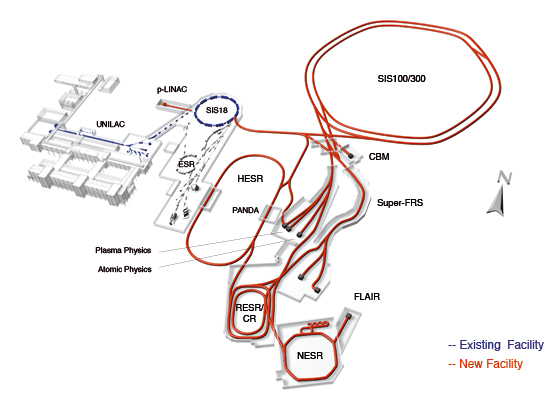 SIS100/300
p-LINAC
SIS18
UNILAC
CBM
ESR
HESR
N
Super-FRS
PANDA
Plasma Physics
Atomic Physics
FLAIR
RESR/
CR
NESR
-- Existing Facility
-- New Facility